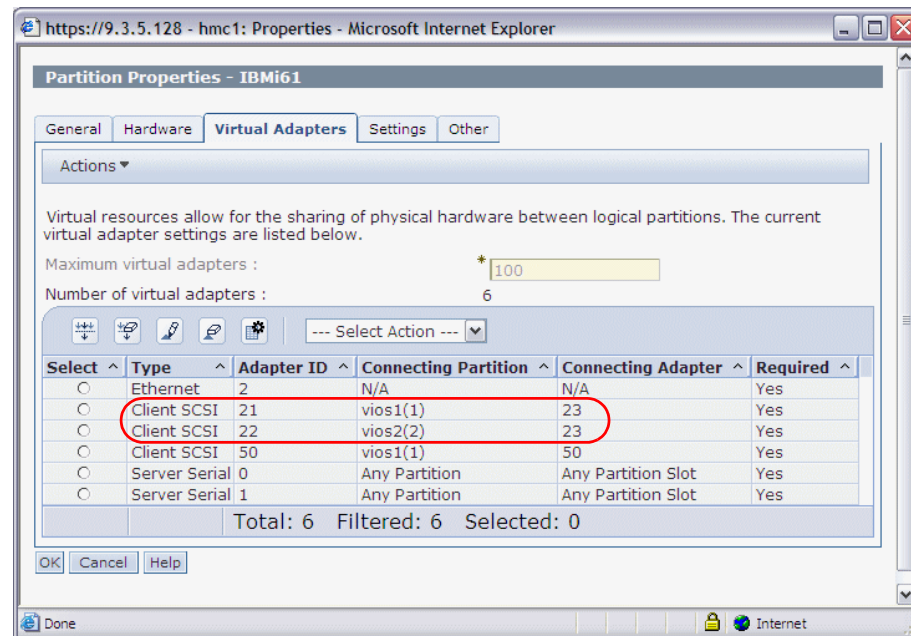 https://9.3.5.128 - hmc1: Properties - Microsoft Internet Explorer
Partition Properties - IBMi61
General Hardware Virtual Adapters Settings Other
Actions
Virtual resources allow for the sharing of physical hardware between logical partitions. The current
virtual adapter settings are listed below.
Maximum virtual adapters : * 100
Number of virtual adapters : 6
--- Select Action ---
Select ^ Type ^ Adapter ID ^ Connecting Partition ^ Connecting Adapter ^ Required ^
Ethernet 2 N/A N/A Yes
Client SCSI 21 vios1(1) 23 Yes
Client SCSI 22 vios2(2) 23 Yes
Client SCSI 50 vios1(1) 50 Yes
Server Serial 0 Any Partition Any Partition Slot Yes
Server Serial 1 Any Partition Any Partition Slot Yes
Total: 6 Filtered: 6 Selected: 0
OK Cancel Help
Done Internet